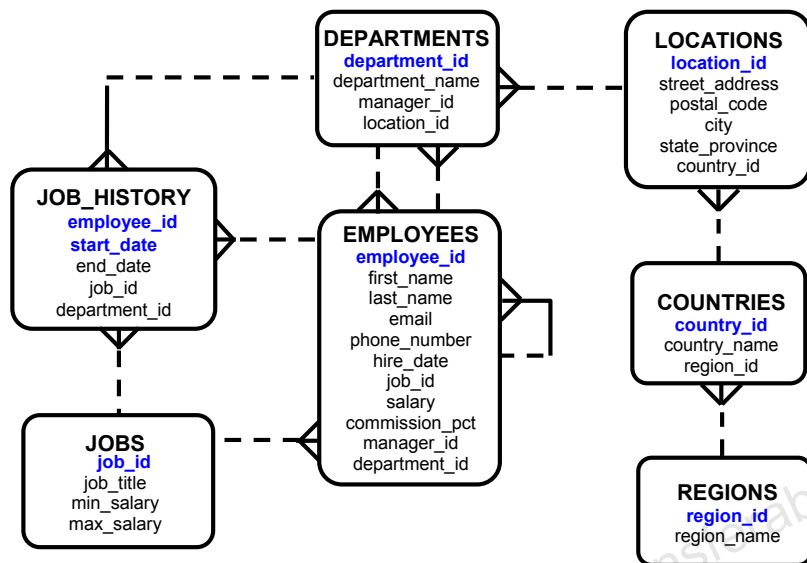 DEPARTMENTS
department_id
department_name
manager_id
location_id
LOCATIONS
location_id
street_address
postal_code
city
state_province
country_id
JOB_HISTORY
employee_id
start_date
end_date
job_id
department_id
EMPLOYEES
employee_id
first_name
last_name
email
phone_number
hire_date
job_id
salary
commission_pct
manager_id
department_id
COUNTRIES
country_id
country_name
region_id
JOBS
job_id
job_title
min_salary
max_salary
REGIONS
region_id
region_name